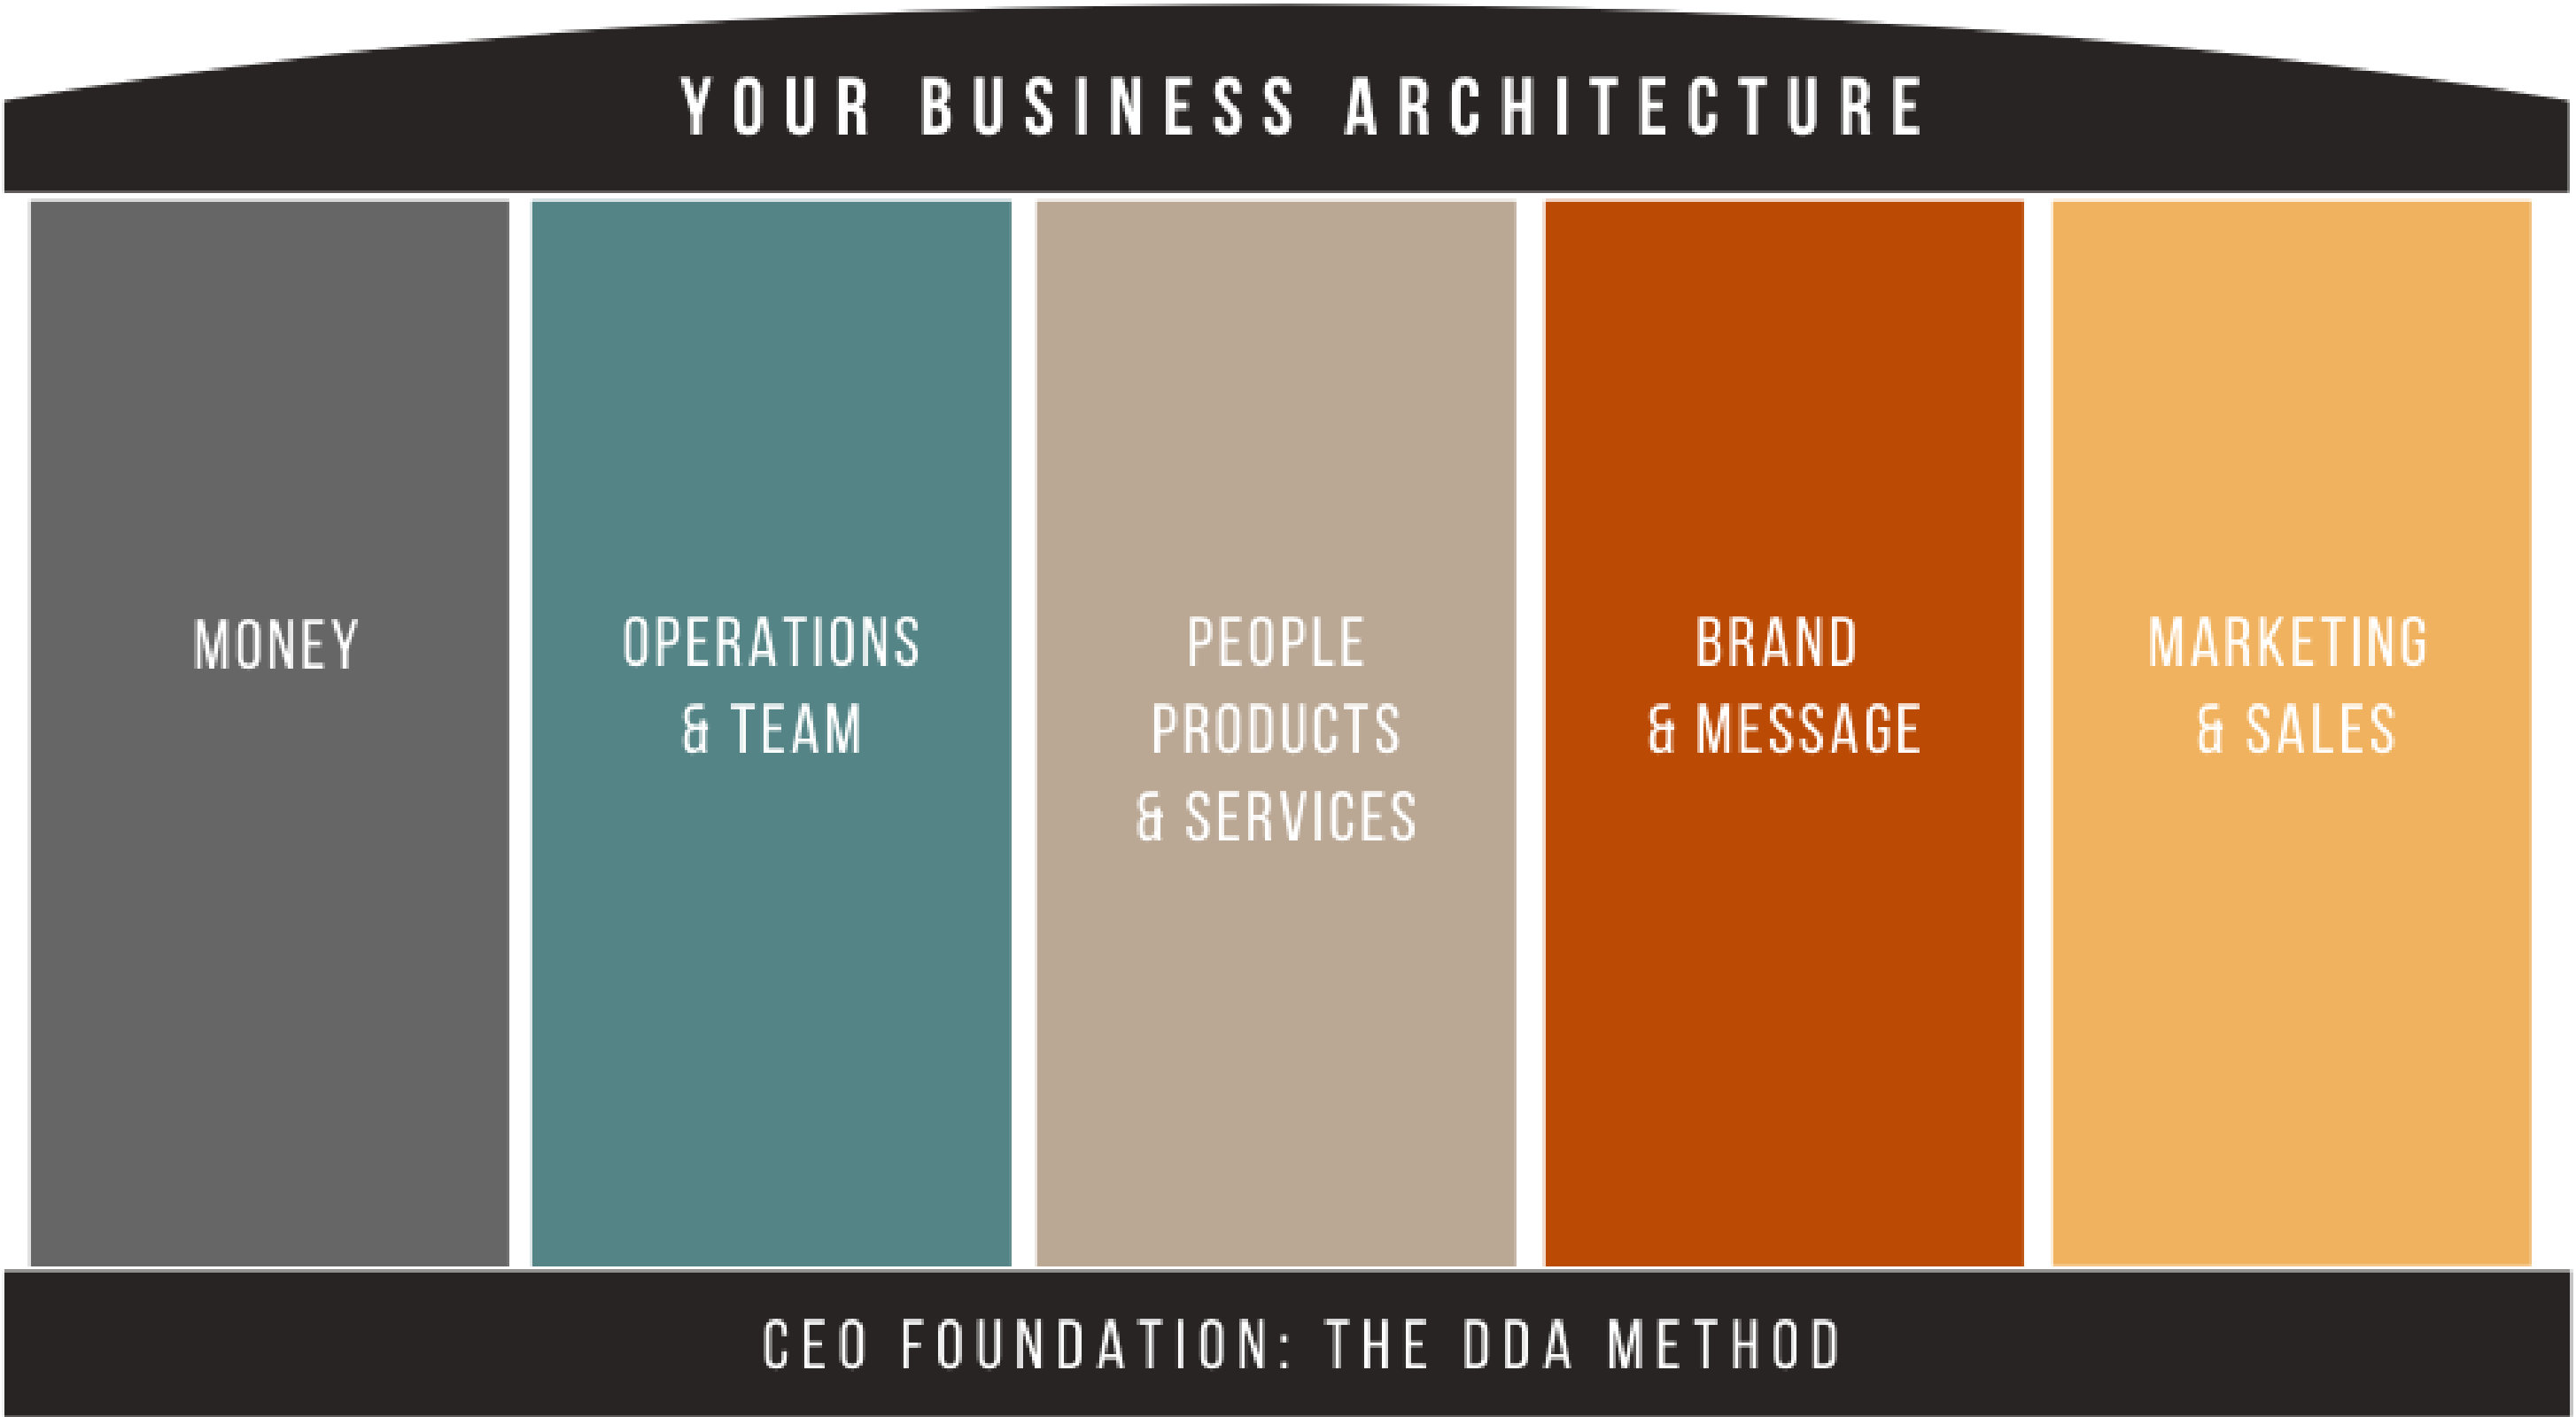 YOUR BUSINESS ARCHITECTURE
MONEY
OPERATIONS
& TEAM
PEOPLE
PRODUCTS
& SERVICES
BRAND
& MESSAGE
MARKETING
& SALES
CEO FOUNDATION: THE DDA METHOD